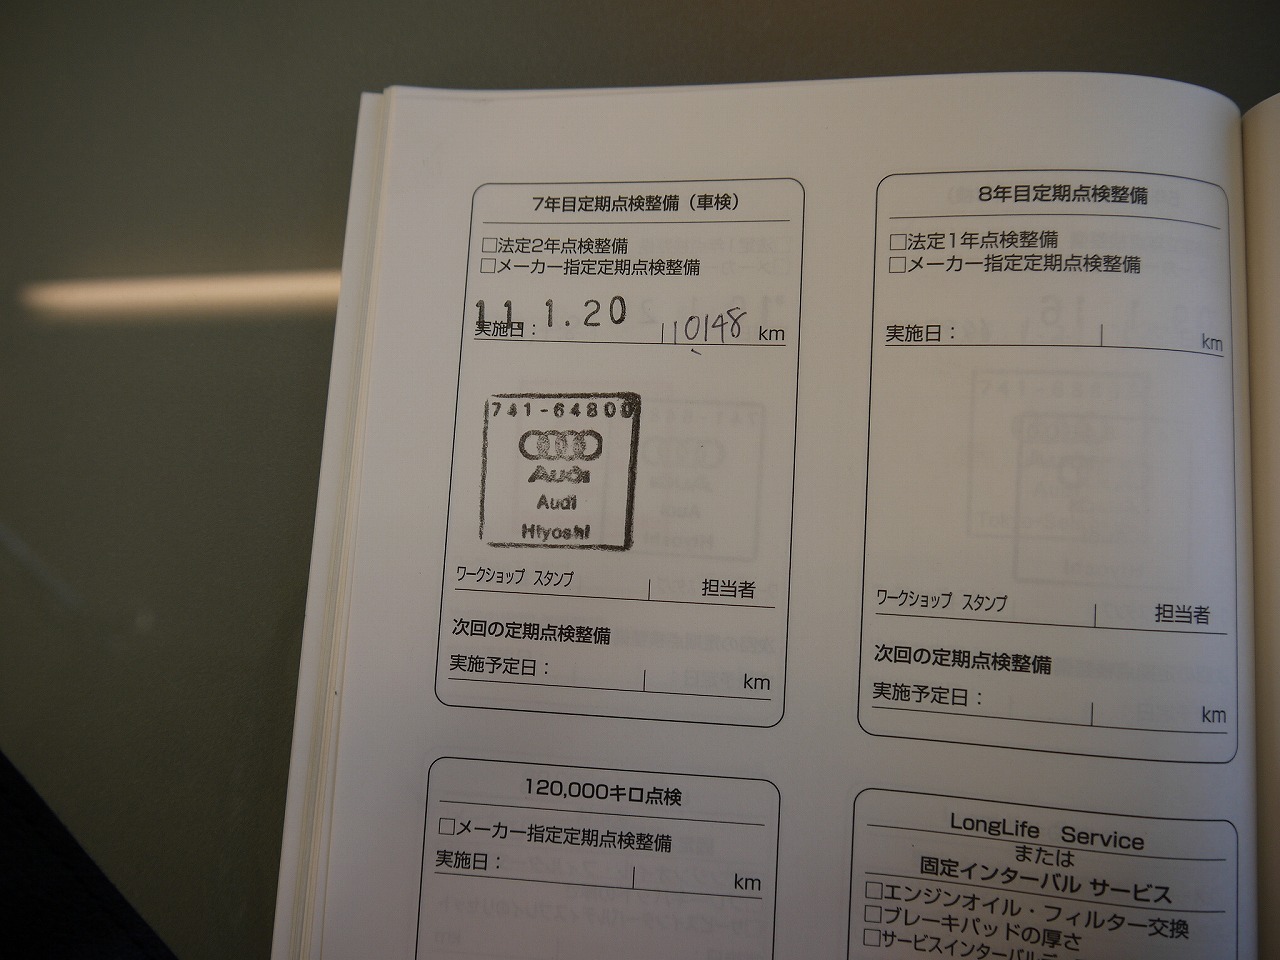 7年目定期点検整備（車検）
□法定2年点検整備
□メーカー指定定期点検整備
11. 1.20
実施日： 110148 km
741-64800
Audi
Audi
Hiyoshi
ワークショップ スタンプ 担当者
次回の定期点検整備
実施予定日： km
8年目定期点検整備
□法定1年点検整備
□メーカー指定定期点検整備
実施日： km
ワークショップ スタンプ 担当者
次回の定期点検整備
実施予定日： km
120,000キロ点検
□メーカー指定定期点検整備
実施日： km
LongLife Service
または
固定インターバル サービス
□エンジンオイル・フィルター交換
□ブレーキパッドの厚さ
□サービスインターバル